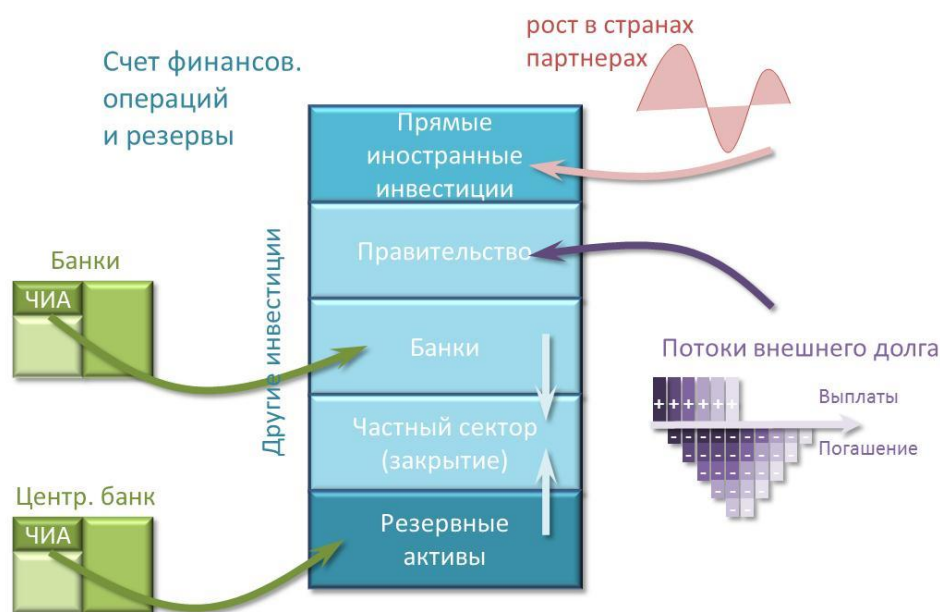 рост в странах
партнерах
Счет финансов.
операций
и резервы
Прямые
иностранные
инвестиции
Правительство
Банки
ЧИА
Другие инвестиции
Банки
Потоки внешнего долга
+ + + + + +
Выплаты
Погашение
Частный сектор
(закрытие)
Центр. банк
ЧИА
Резервные
активы